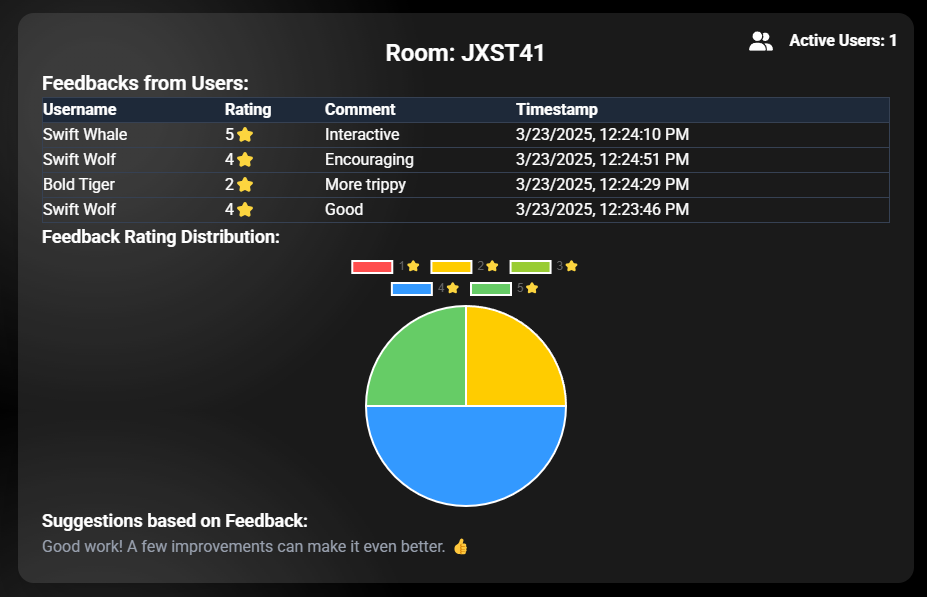 Active Users: 1
Room: JXST41
Feedbacks from Users:
Username Rating Comment Timestamp
Swift Whale 5⭐ Interactive 3/23/2025, 12:24:10 PM
Swift Wolf 4⭐ Encouraging 3/23/2025, 12:24:51 PM
Bold Tiger 2⭐ More trippy 3/23/2025, 12:24:29 PM
Swift Wolf 4⭐ Good 3/23/2025, 12:23:46 PM
Feedback Rating Distribution:
1⭐ 2⭐ 3⭐
4⭐ 5⭐
Suggestions based on Feedback:
Good work! A few improvements can make it even better. 👍